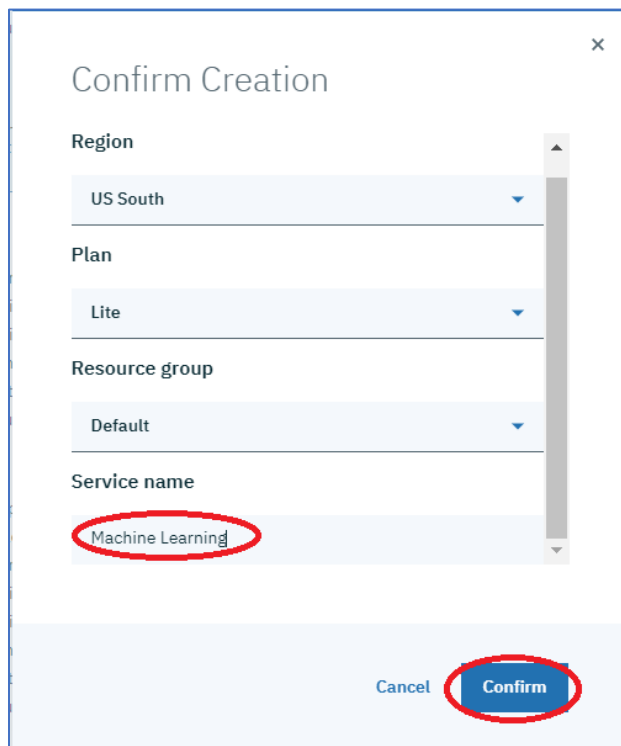 Confirm Creation
Region
US South
Plan
Lite
Resource group
Default
Service name
Machine Learning
Cancel
Confirm